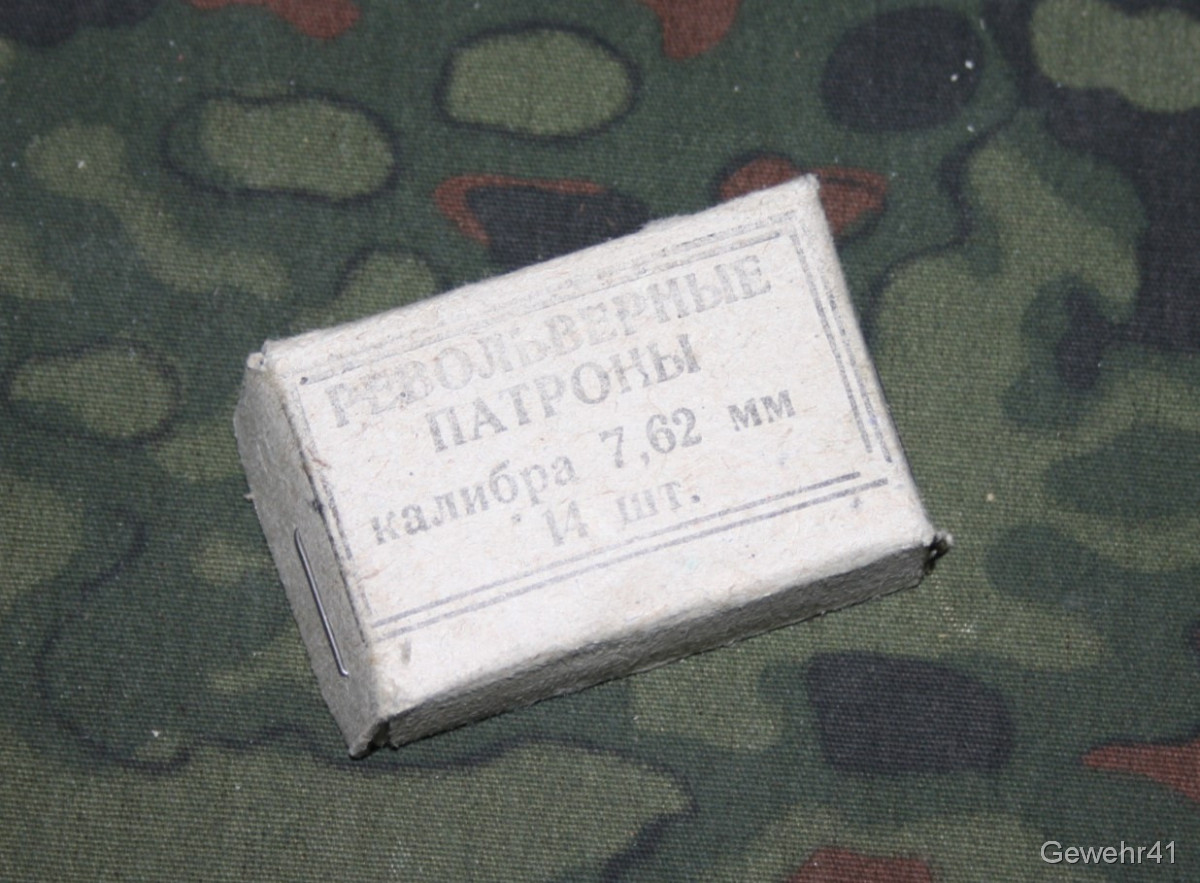 РЕВОЛЬВЕРНЫЕ
ПАТРОНЫ
калибра 7,62 мм
14 шт.
Gewehr41